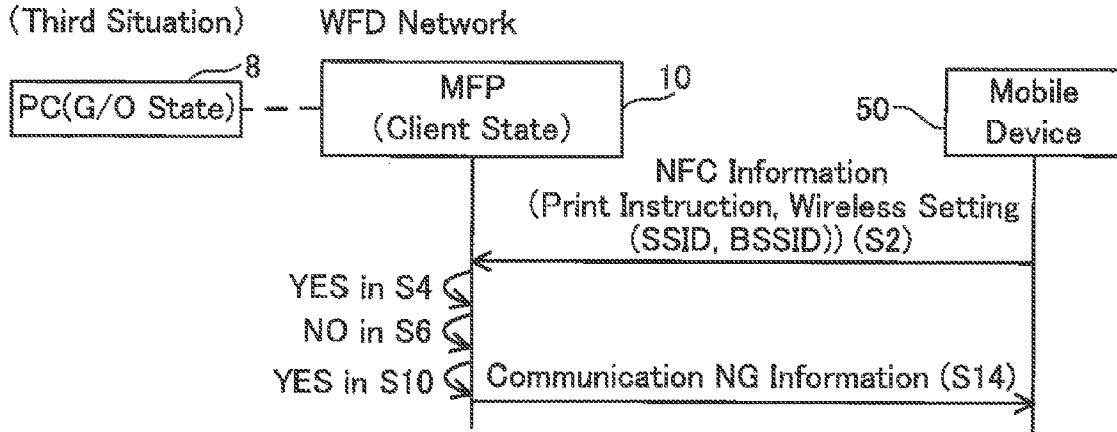 (Third Situation)
WFD Network
8
PC(G/O State)
MFP
(Client State)
10
50
Mobile
Device
NFC Information
(Print Instruction, Wireless Setting
(SSID, BSSID)) (S2)
YES in S4
NO in S6
YES in S10
Communication NG Information (S14)